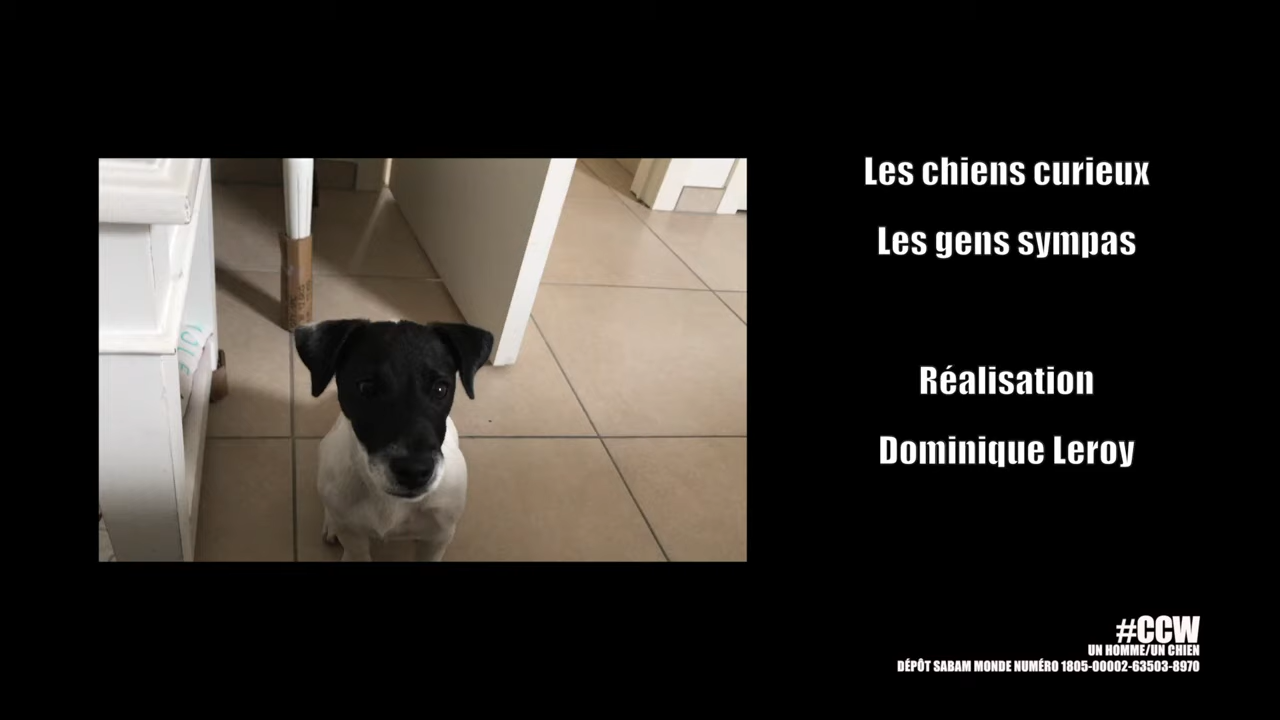 Les chiens curieux
Les gens sympas
Réalisation
Dominique Leroy
#CCW
UN HOMME/UN CHIEN
DÉPÔT SABAM MONDE NUMÉRO 1805-00002-63503-8970